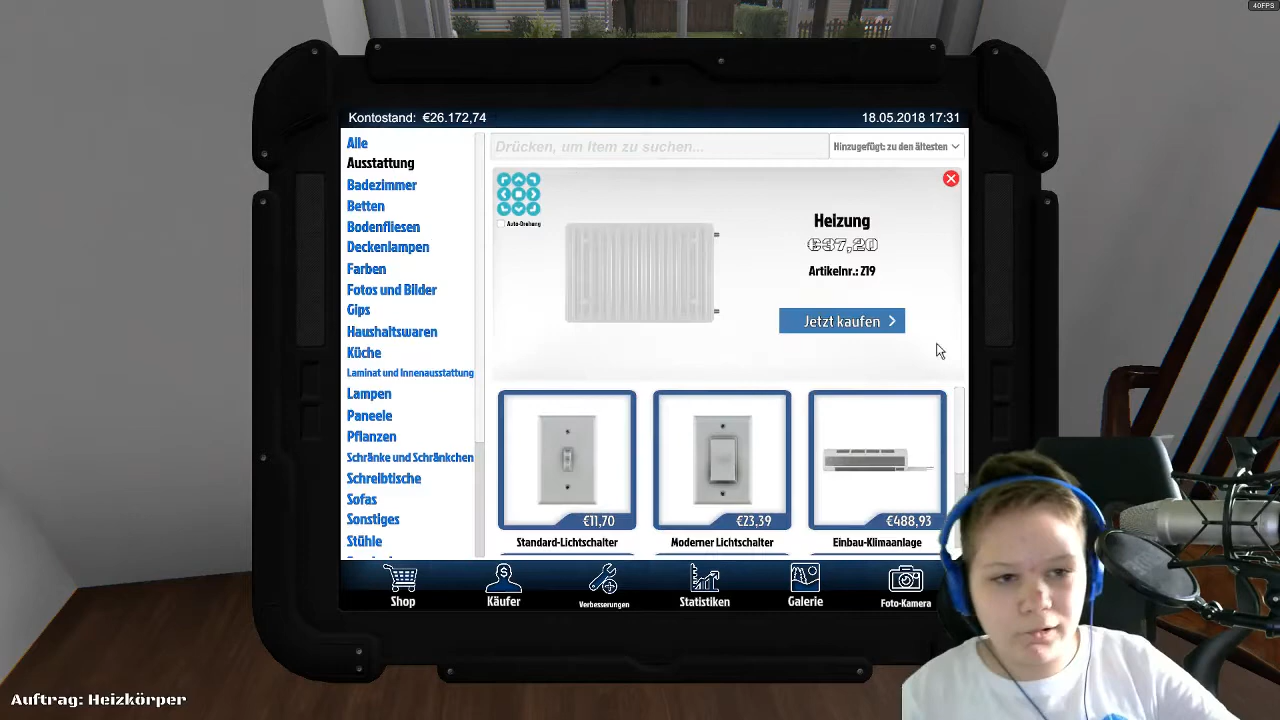 40FPS
Kontostand: €26.172,74
18.05.2018 17:31
Alle
Ausstattung
Badezimmer
Betten
Bodenfliesen
Deckenlampen
Farben
Fotos und Bilder
Gips
Haushaltswaren
Küche
Laminat und Innenausstattung
Lampen
Paneele
Pflanzen
Schränke und Schränkchen
Schreibtische
Sofas
Sonstiges
Stühle
Drücken, um Item zu suchen...
Hinzugefügt: zu den ältesten
Auto-Drehung
Heizung
€37,20
Artikelnr.: Z19
Jetzt kaufen
€11,70
€23,39
€488,93
Standard-Lichtschalter
Moderner Lichtschalter
Einbau-Klimaanlage
Shop
Käufer
Verbesserungen
Statistiken
Galerie
Foto-Kamera
Auftrag: Heizkörper